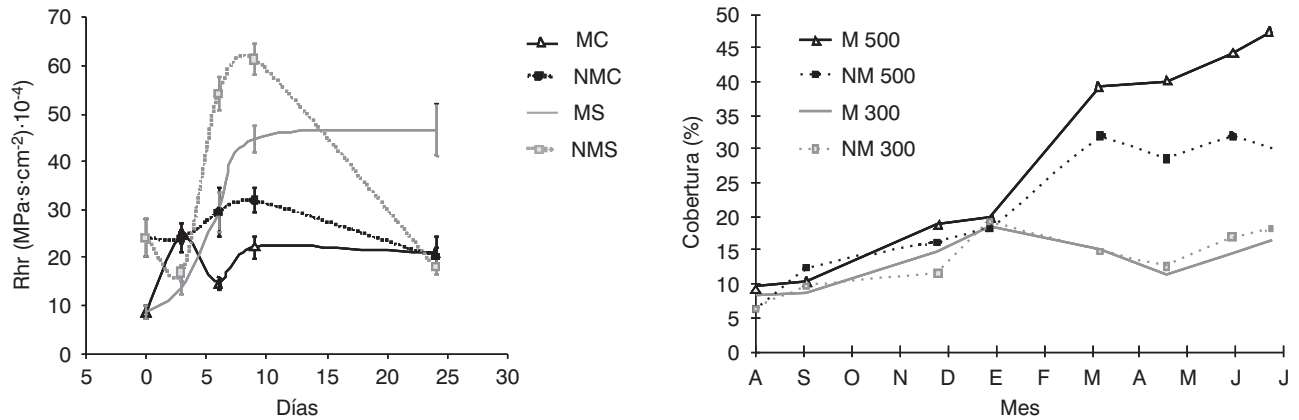 70
60
50
40
30
20
10
0
Rhr (MPa·s·cm-2)·10-4)
5 0 5 10 15 20 25 30
Días
MC
NMC
MS
NMS
50
45
40
35
30
25
20
15
10
5
0
Cobertura (%)
A S O N D E F M A M J J
Mes
M 500
NM 500
M 300
NM 300